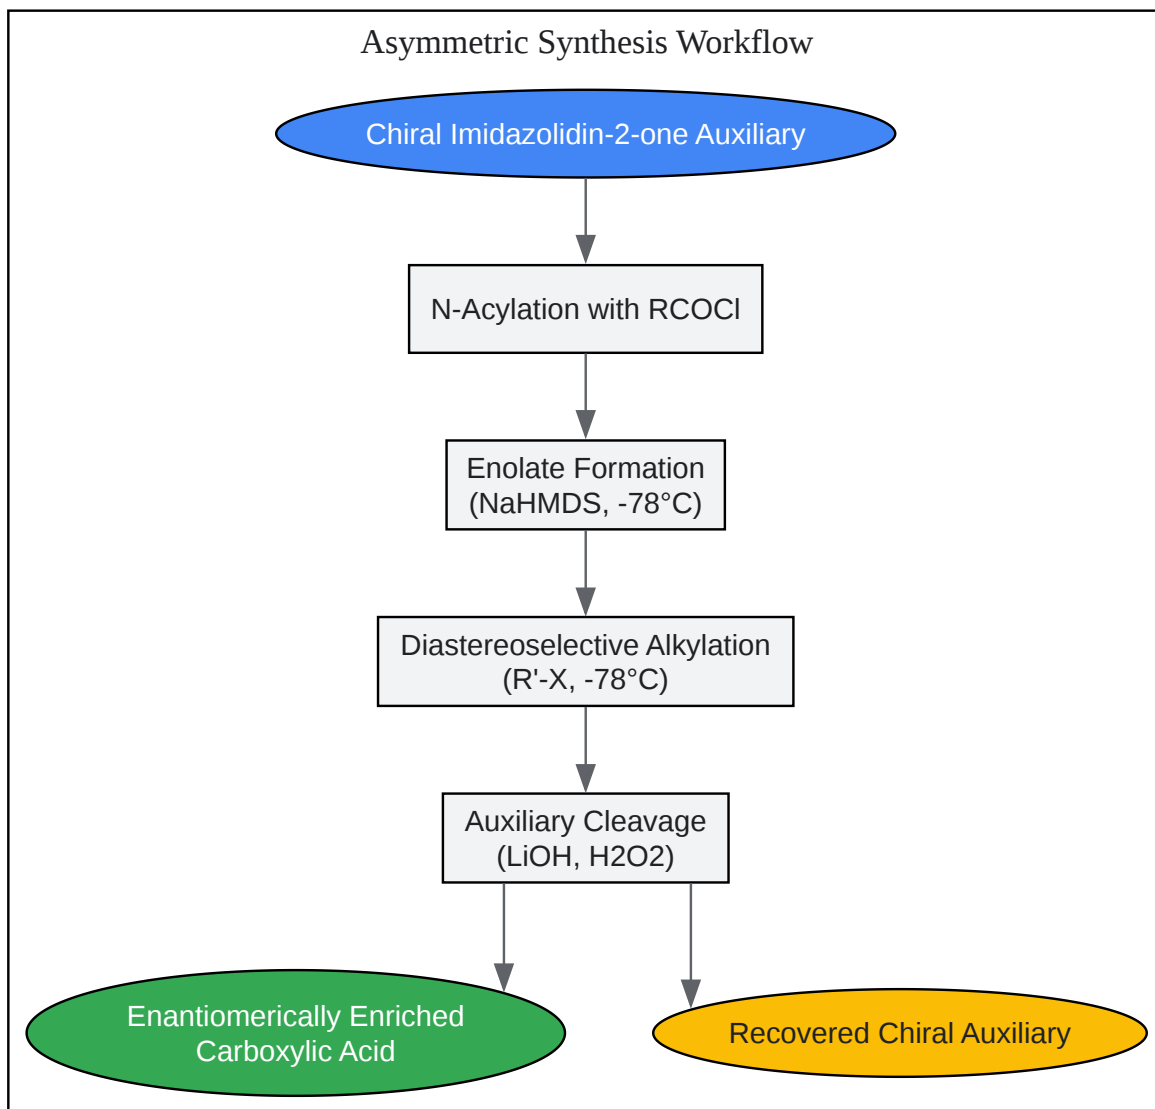 Asymmetric Synthesis Workflow
Chiral Imidazolidin-2-one Auxiliary
N-Acylation with RCOCl
Enolate Formation
(NaHMDS, -78°C)
Diastereoselective Alkylation
(R'-X, -78°C)
Auxiliary Cleavage
(LiOH, H2O2)
Enantiomerically Enriched
Carboxylic Acid
Recovered Chiral Auxiliary